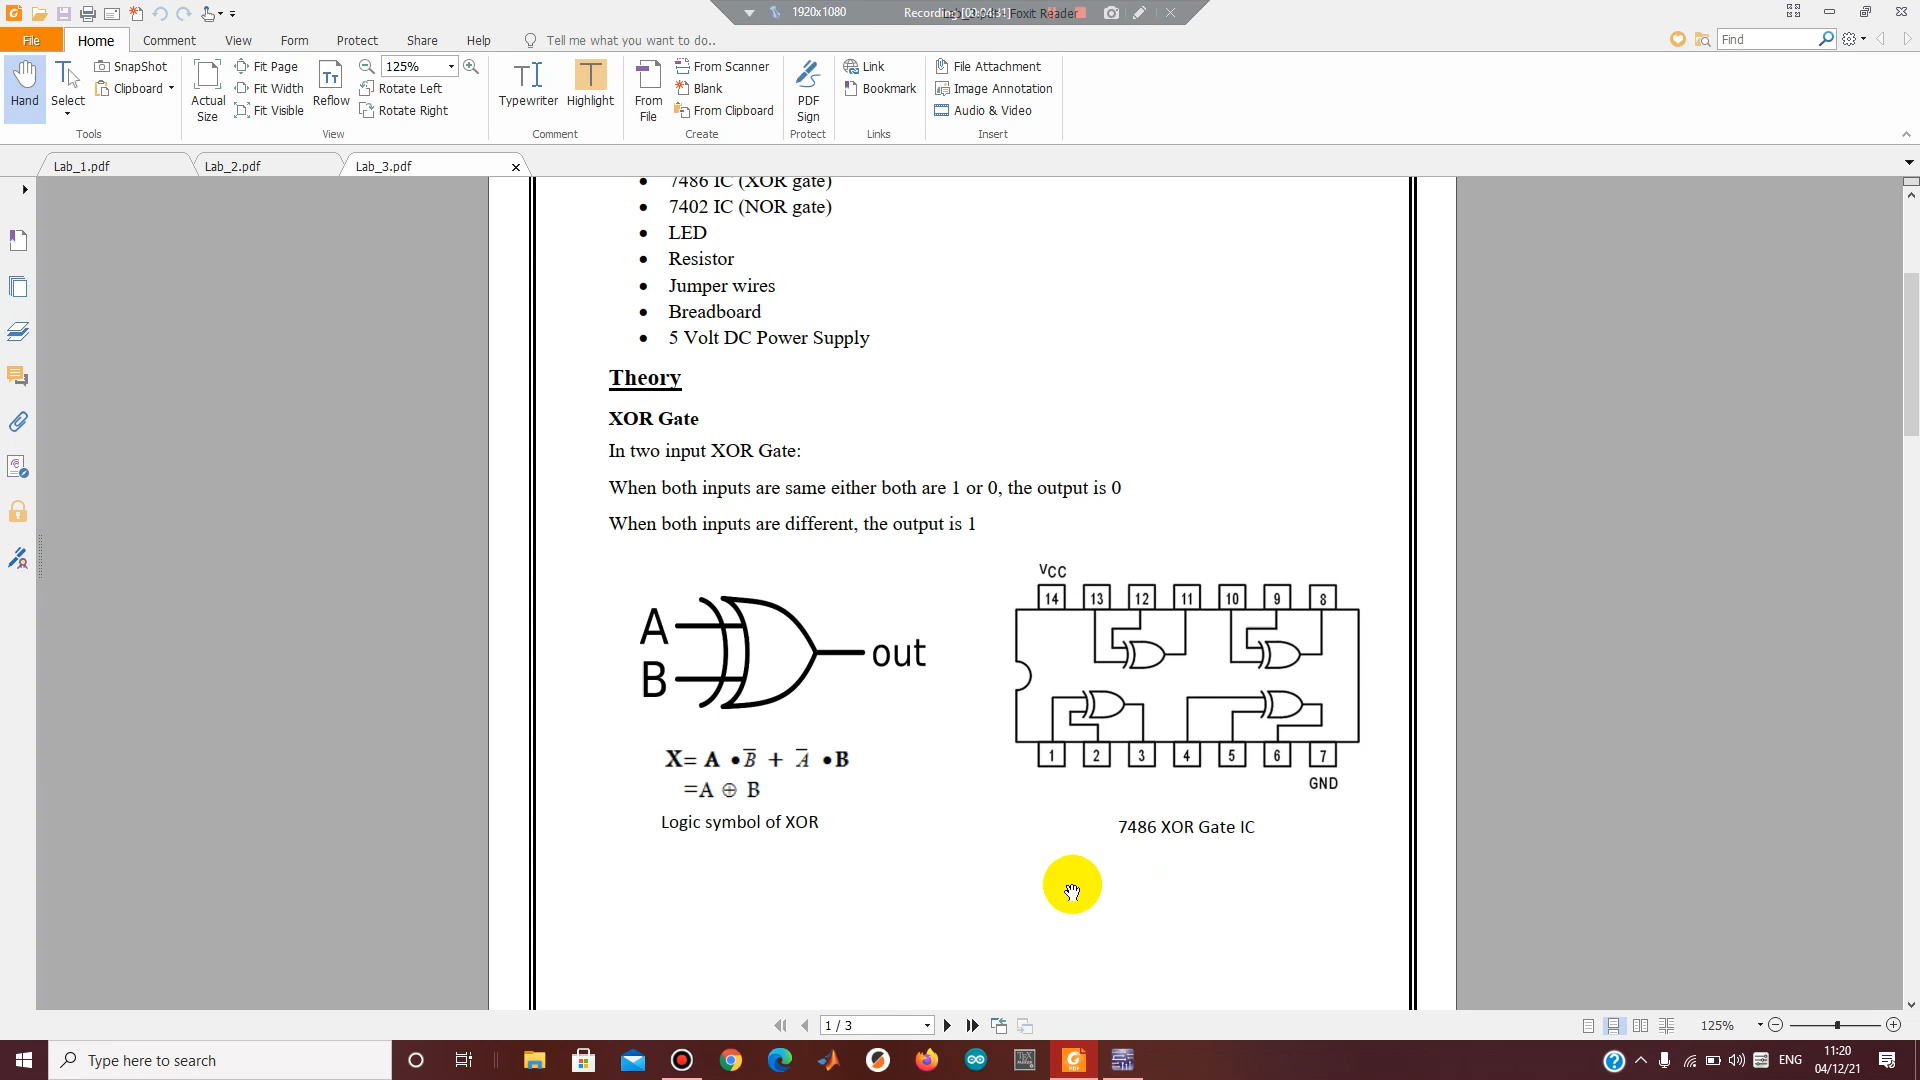 1920x1080
Recording [00:04:31]
Foxit Reader
File
Home
Comment
View
Form
Protect
Share
Help
Tell me what you want to do..
Find
Hand
Select
SnapShot
Clipboard
Tools
Actual Size
Fit Page
Fit Width
Fit Visible
Reflow
125%
Rotate Left
Rotate Right
View
Typewriter
Highlight
Comment
From File
From Scanner
Blank
From Clipboard
Create
PDF Sign
Protect
Link
Bookmark
Links
File Attachment
Image Annotation
Audio & Video
Insert
Lab_1.pdf
Lab_2.pdf
Lab_3.pdf
• 7486 IC (XOR gate)
• 7402 IC (NOR gate)
• LED
• Resistor
• Jumper wires
• Breadboard
• 5 Volt DC Power Supply
Theory
XOR Gate
In two input XOR Gate:
When both inputs are same either both are 1 or 0, the output is 0
When both inputs are different, the output is 1
A
B
out
X= A •B̅ + A̅ •B
=A ⊕ B
Logic symbol of XOR
VCC
14 13 12 11 10 9 8
1 2 3 4 5 6 7
GND
7486 XOR Gate IC
1 / 3
125%
Type here to search
ENG
11:20
04/12/21